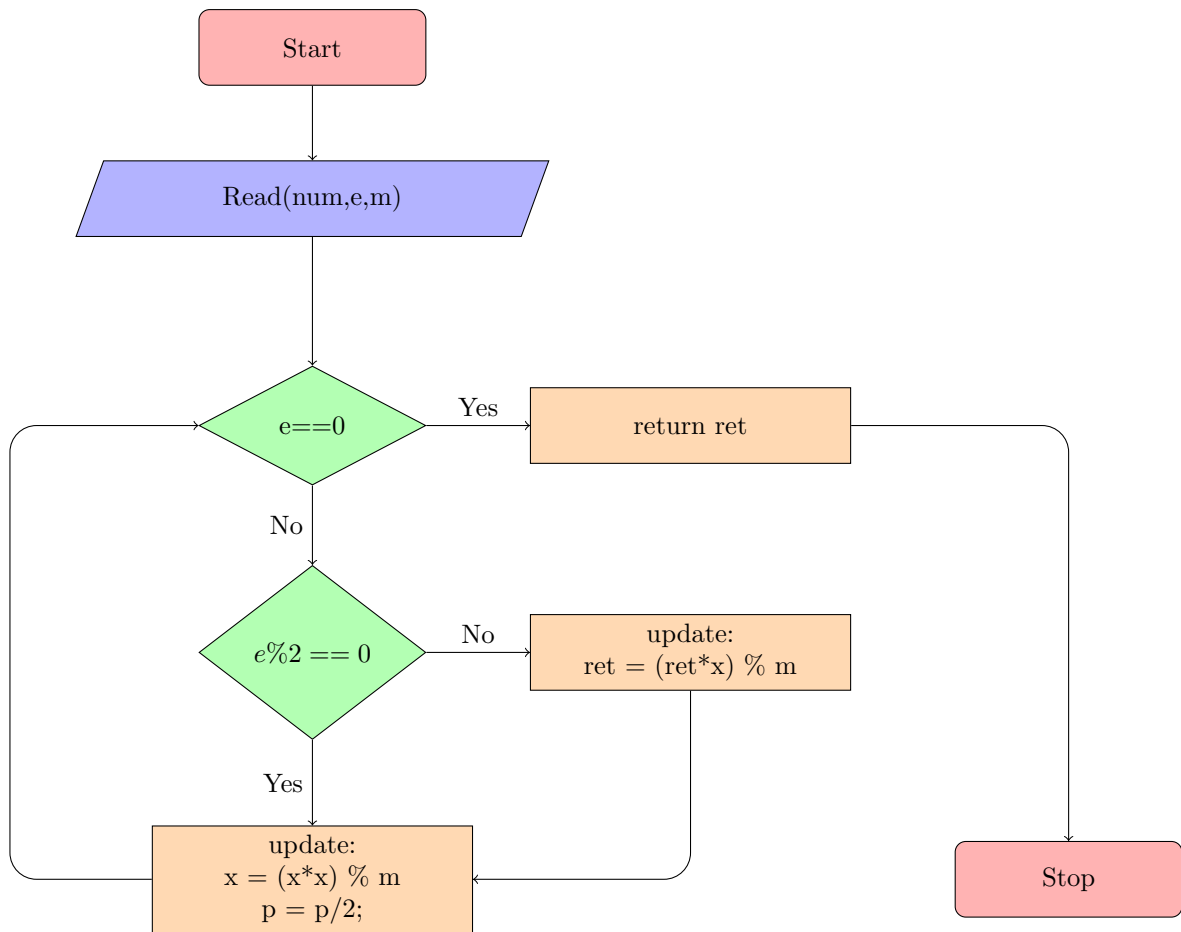 Start
Read(num,e,m)
e==0
Yes
return ret
No
e%2 == 0
No
update:
ret = (ret*x) % m
Yes
update:
x = (x*x) % m
p = p/2;
Stop